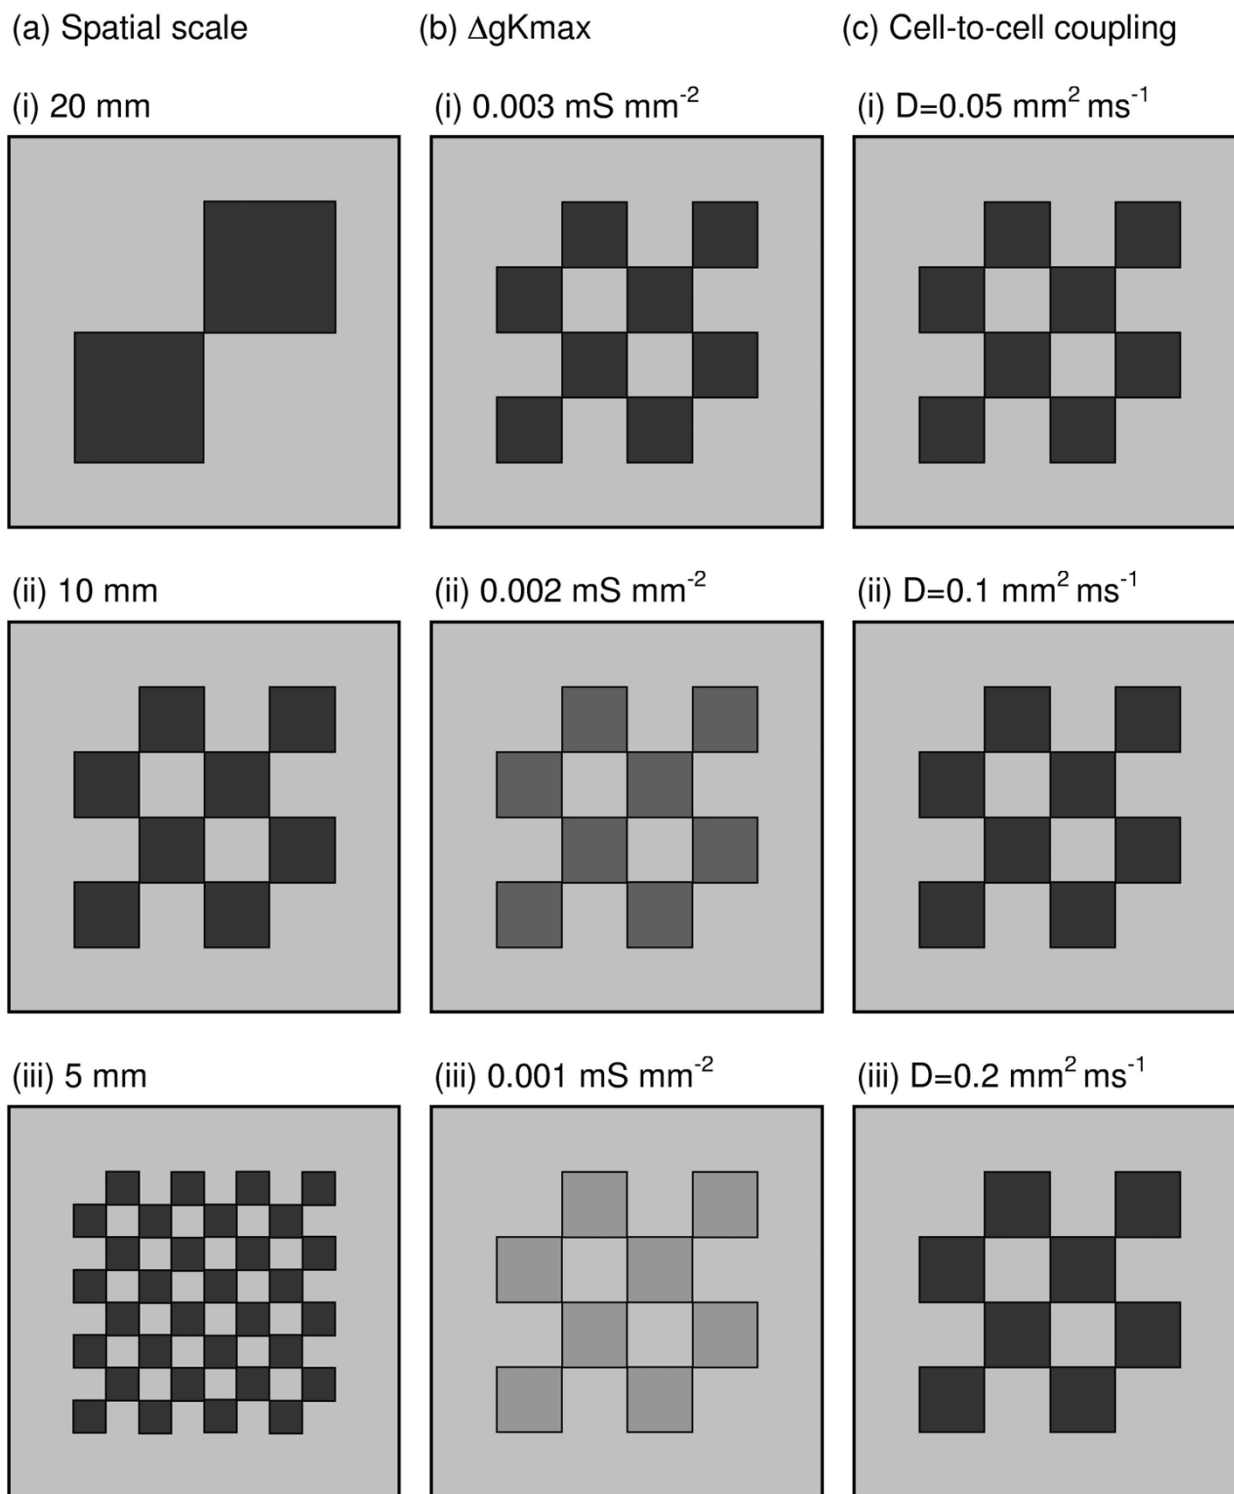 (a) Spatial scale
(b) ΔgKmax
(c) Cell-to-cell coupling
(i) 20 mm
(i) 0.003 mS mm⁻²
(i) D=0.05 mm² ms⁻¹
(ii) 10 mm
(ii) 0.002 mS mm⁻²
(ii) D=0.1 mm² ms⁻¹
(iii) 5 mm
(iii) 0.001 mS mm⁻²
(iii) D=0.2 mm² ms⁻¹